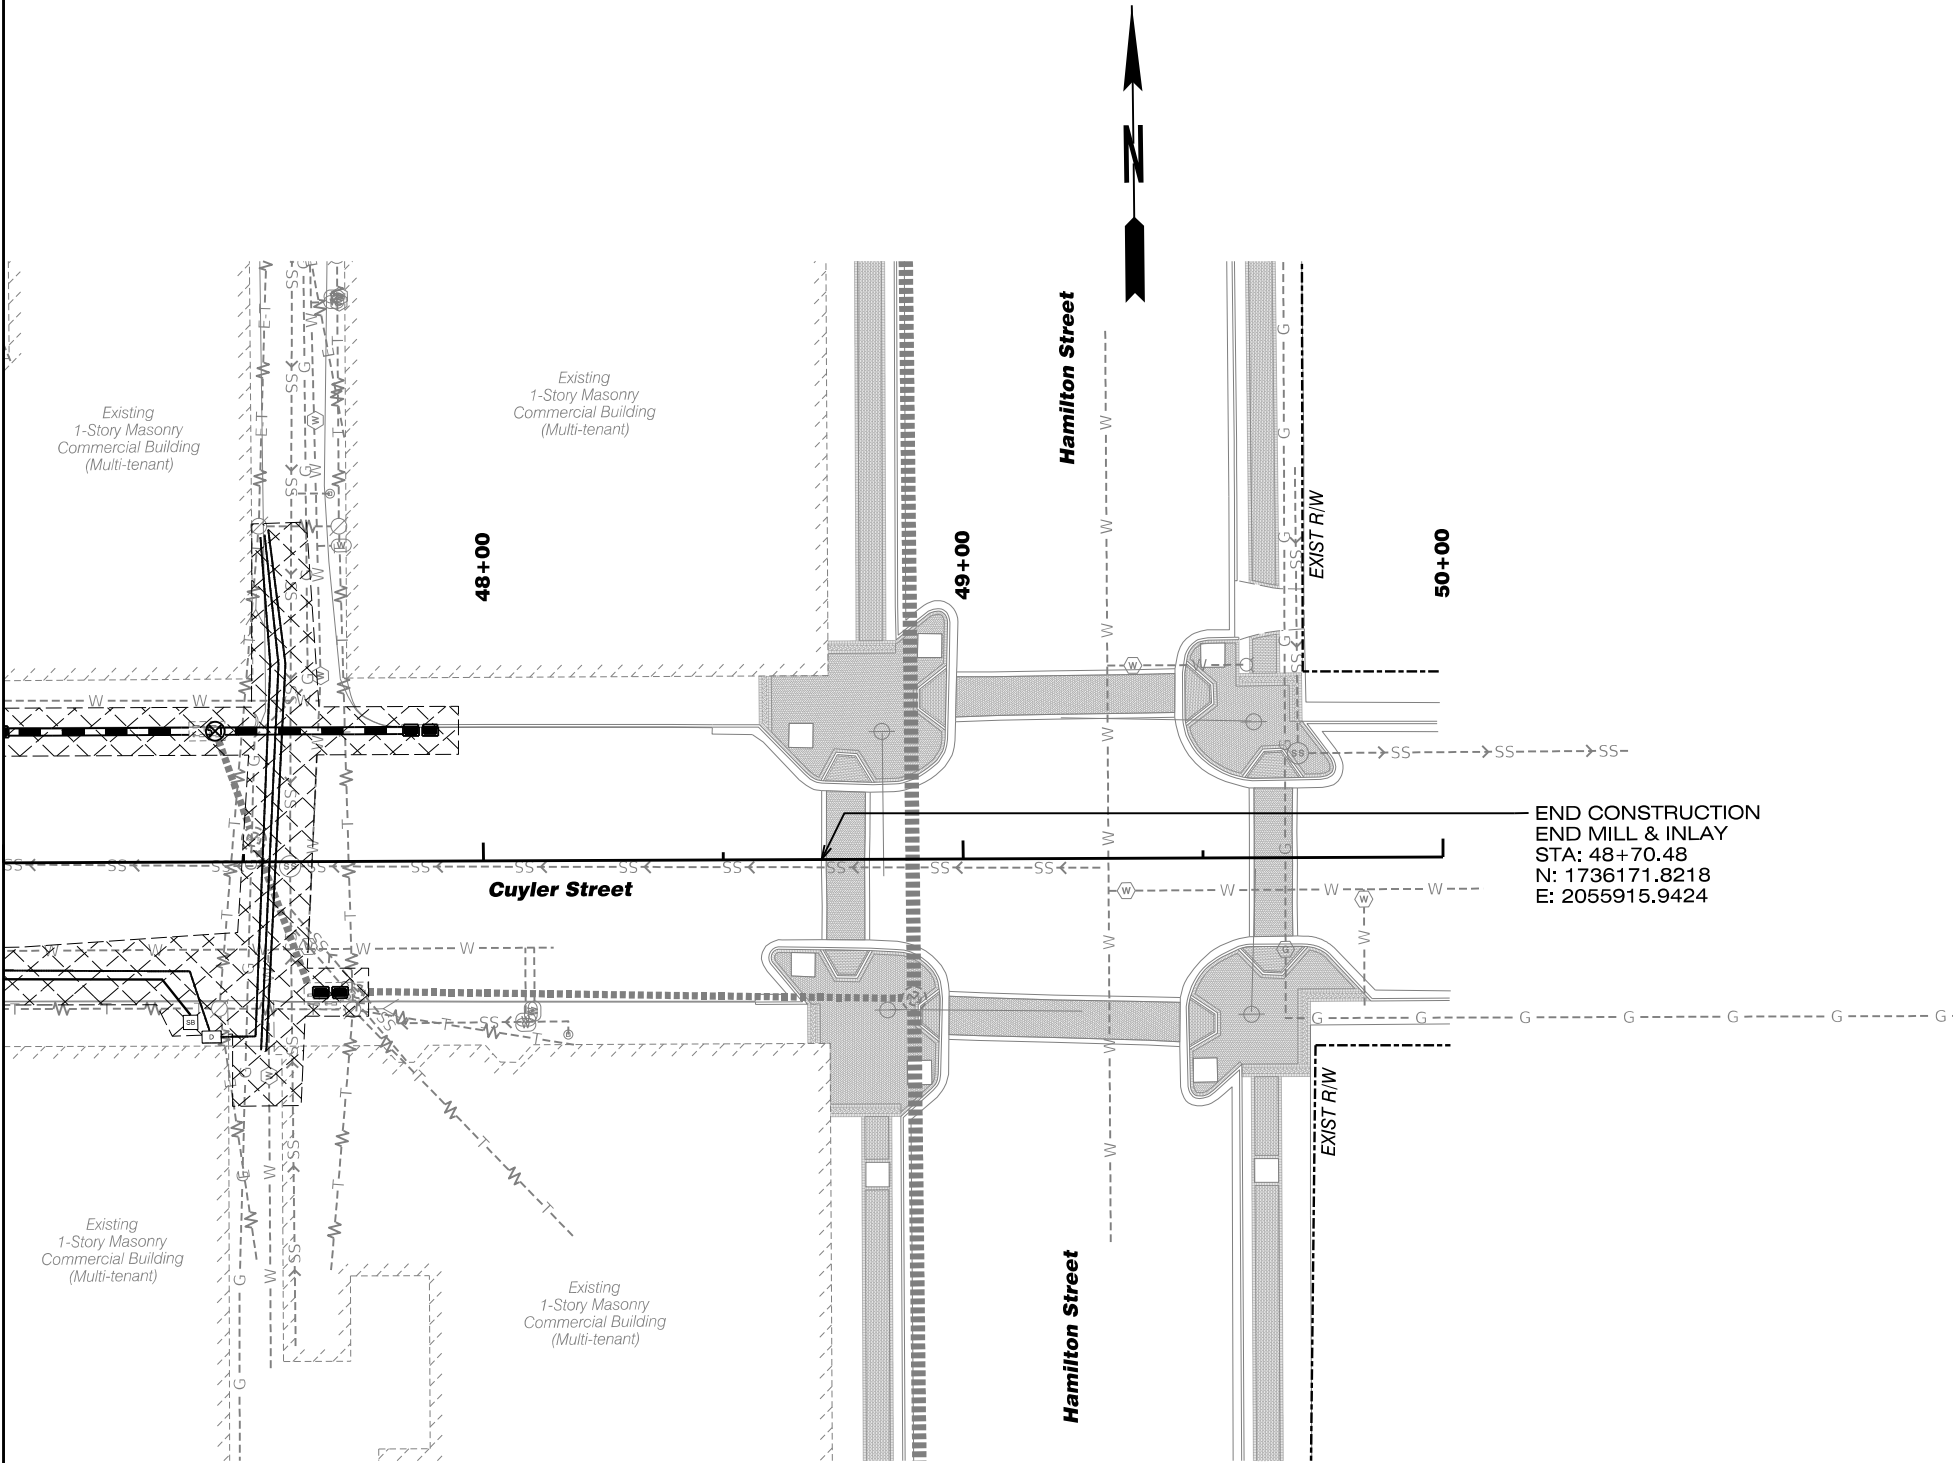 N
Hamilton Street
Existing
1-Story Masonry
Commercial Building
(Multi-tenant)
Existing
1-Story Masonry
Commercial Building
(Multi-tenant)
48+00
49+00
50+00
EXIST R/W
END CONSTRUCTION
END MILL & INLAY
STA: 48+70.48
N: 1736171.8218
E: 2055915.9424
Cuyler Street
SB
D
EXIST R/W
Existing
1-Story Masonry
Commercial Building
(Multi-tenant)
Existing
1-Story Masonry
Commercial Building
(Multi-tenant)
Hamilton Street